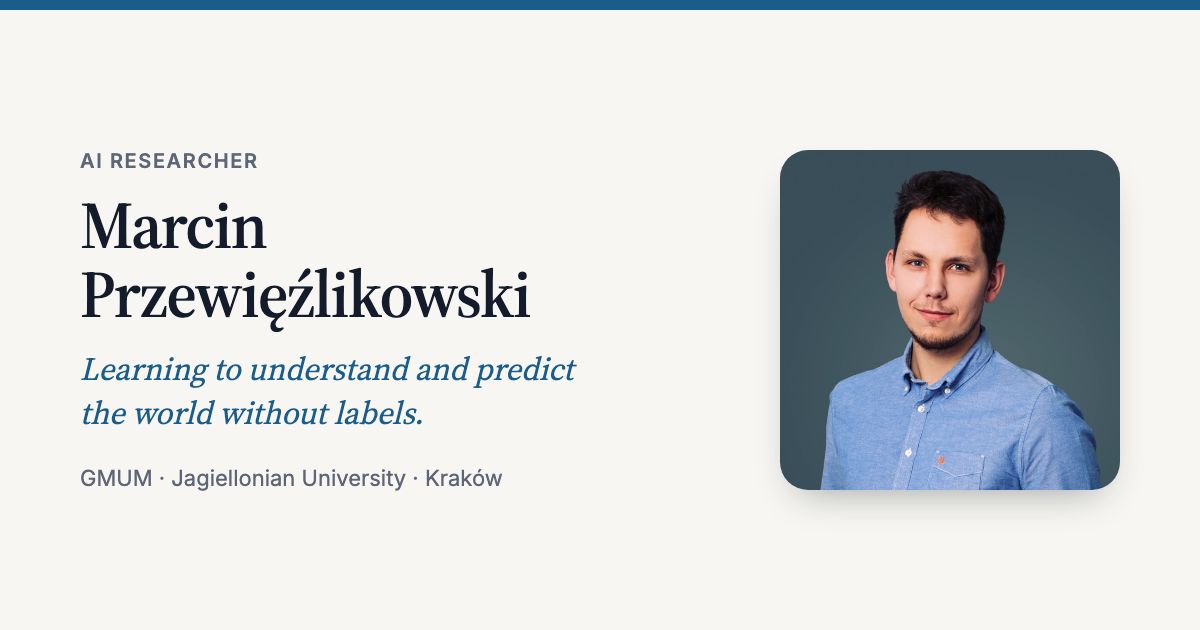 AI RESEARCHER
Marcin
Przewięźlikowski
Learning to understand and predict
the world without labels.
GMUM · Jagiellonian University · Kraków